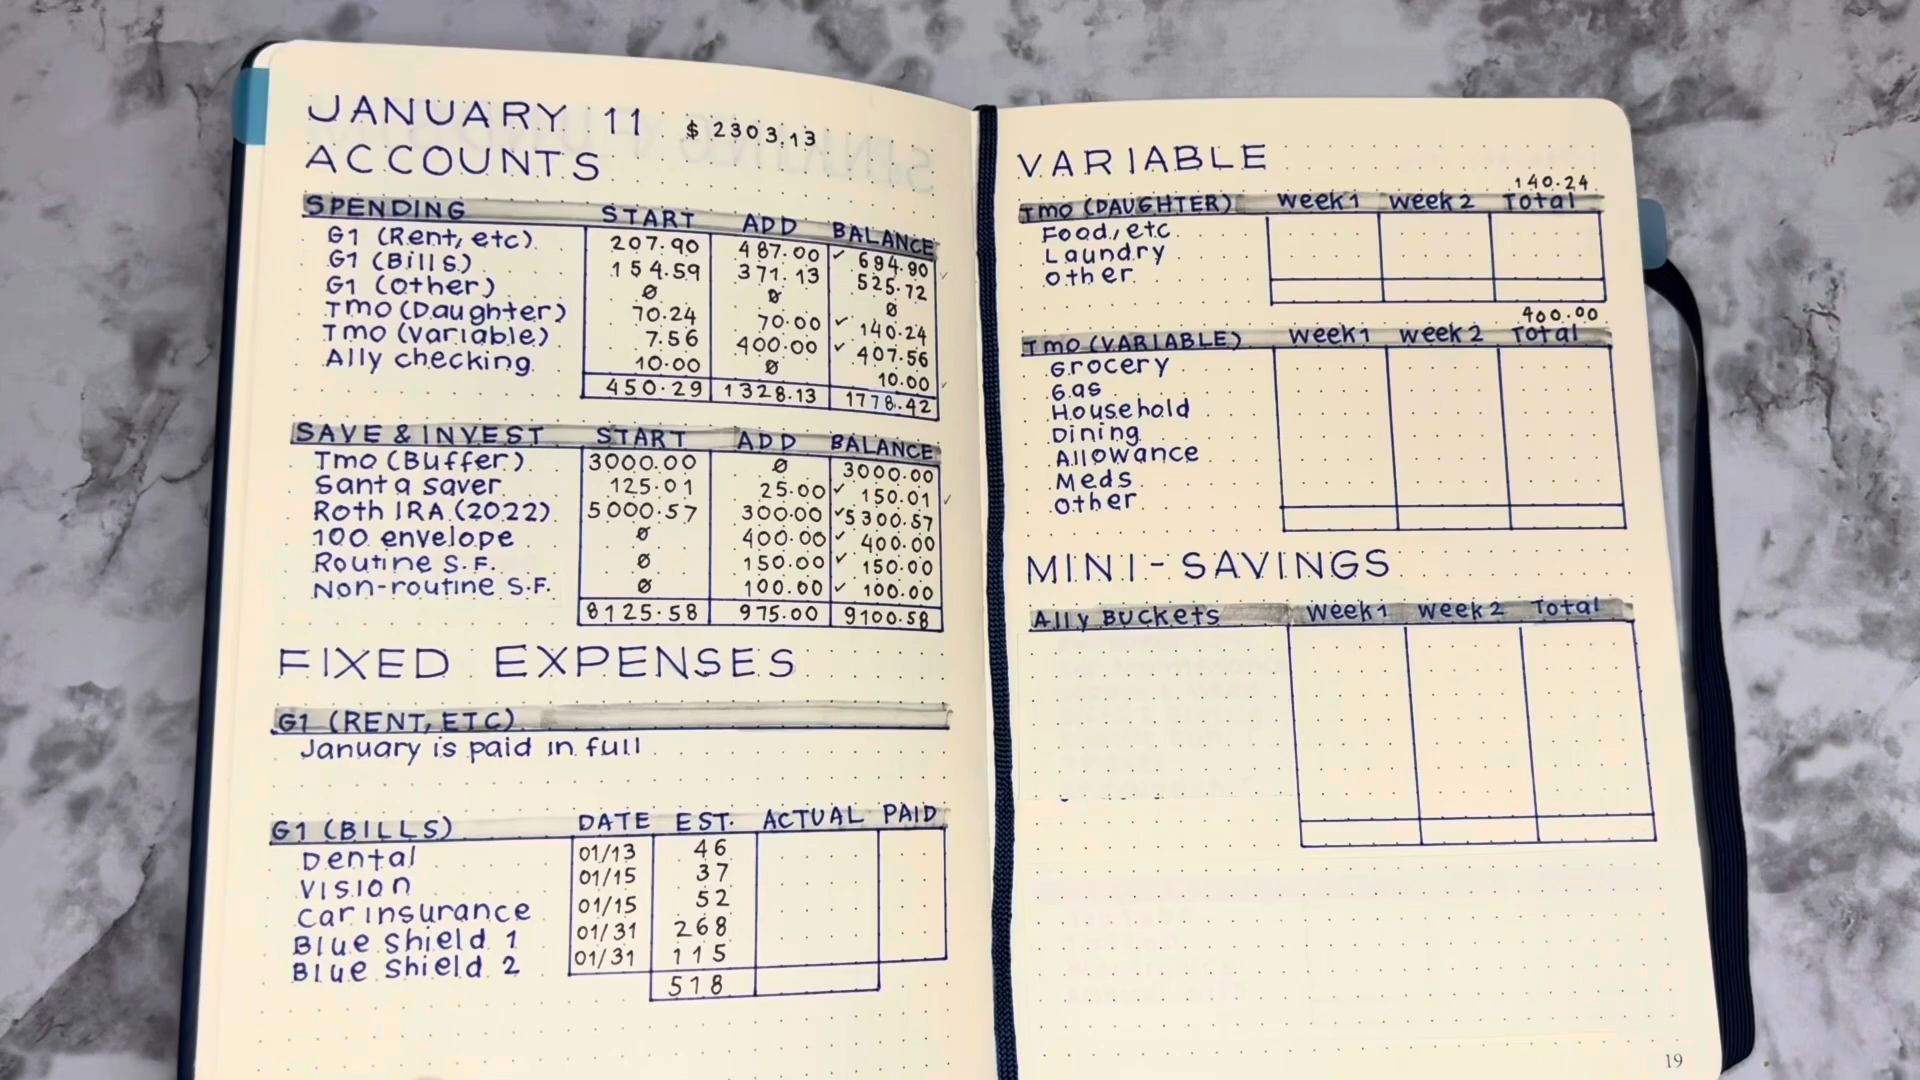 JANUARY 11 $2303.13
ACCOUNTS
SPENDING START ADD BALANCE
G1 (Rent, etc) 207.90 487.00 ✓ 694.90
G1 (Bills) 154.59 371.13 525.72 ✓
G1 (other) Ø Ø Ø
Tmo (Daughter) 70.24 70.00 ✓ 140.24
Tmo (variable) 7.56 400.00 ✓ 407.56
Ally checking 10.00 Ø 10.00 ✓
450.29 1328.13 1778.42
SAVE & INVEST START ADD BALANCE
Tmo (Buffer) 3000.00 Ø 3000.00
Santa saver 125.01 25.00 ✓ 150.01 ✓
Roth IRA (2022) 5000.57 300.00 ✓ 5300.57
100 envelope Ø 400.00 ✓ 400.00
Routine S.F. Ø 150.00 ✓ 150.00
Non-routine S.F. Ø 100.00 ✓ 100.00
8125.58 975.00 9100.58
FIXED EXPENSES
G1 (RENT, ETC)
January is paid in full
G1 (BILLS) DATE EST. ACTUAL PAID
Dental 01/13 46
Vision 01/15 37
Car insurance 01/15 52
Blue Shield 1 01/31 268
Blue Shield 2 01/31 115
518
VARIABLE
140.24
Tmo (DAUGHTER) Week 1 Week 2 Total
Food, etc
Laundry
Other
400.00
Tmo (VARIABLE) Week 1 Week 2 Total
Grocery
Gas
Household
Dining
Allowance
Meds
Other
MINI-SAVINGS
Ally Buckets Week 1 Week 2 Total
19